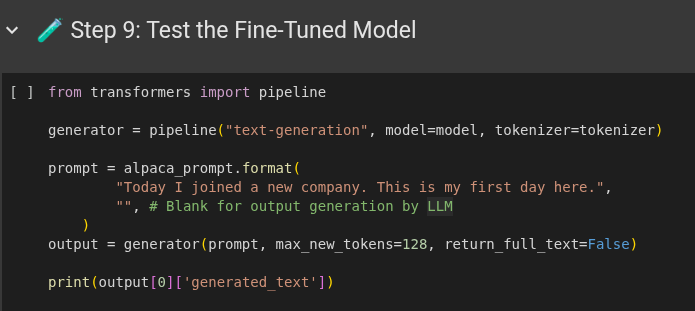 🧪 Step 9: Test the Fine-Tuned Model
[ ] from transformers import pipeline
generator = pipeline("text-generation", model=model, tokenizer=tokenizer)
prompt = alpaca_prompt.format(
"Today I joined a new company. This is my first day here.",
"", # Blank for output generation by LLM
)
output = generator(prompt, max_new_tokens=128, return_full_text=False)
print(output[0]['generated_text'])